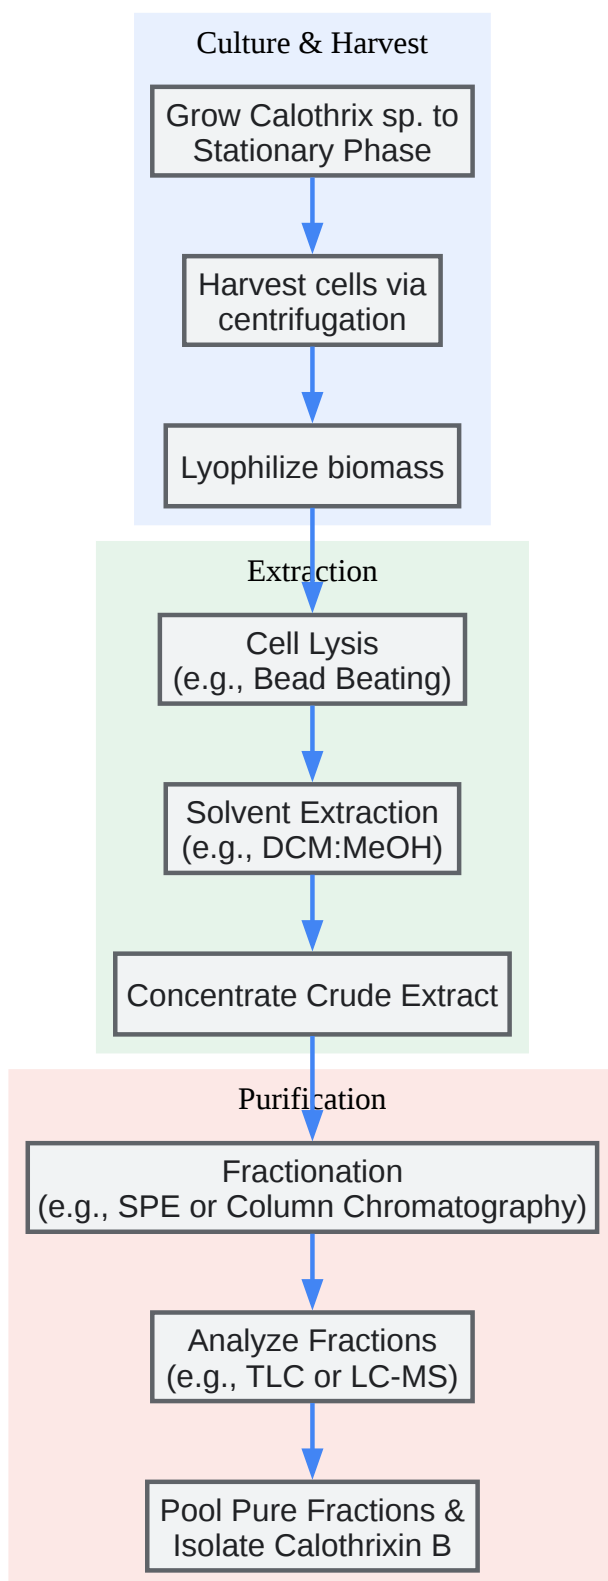 Culture & Harvest
Grow Calothrix sp. to
Stationary Phase
Harvest cells via
centrifugation
Lyophilize biomass
Extraction
Cell Lysis
(e.g., Bead Beating)
Solvent Extraction
(e.g., DCM:MeOH)
Concentrate Crude Extract
Purification
Fractionation
(e.g., SPE or Column Chromatography)
Analyze Fractions
(e.g., TLC or LC-MS)
Pool Pure Fractions &
Isolate Calothrixin B